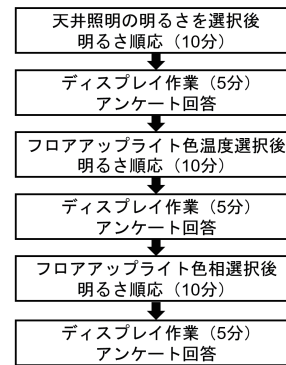 天井照明の明るさを選択後
明るさ順応（10分）
ディスプレイ作業（5分）
アンケート回答
フロアアップライト色温度選択後
明るさ順応（10分）
ディスプレイ作業（5分）
アンケート回答
フロアアップライト色相選択後
明るさ順応（10分）
ディスプレイ作業（5分）
アンケート回答